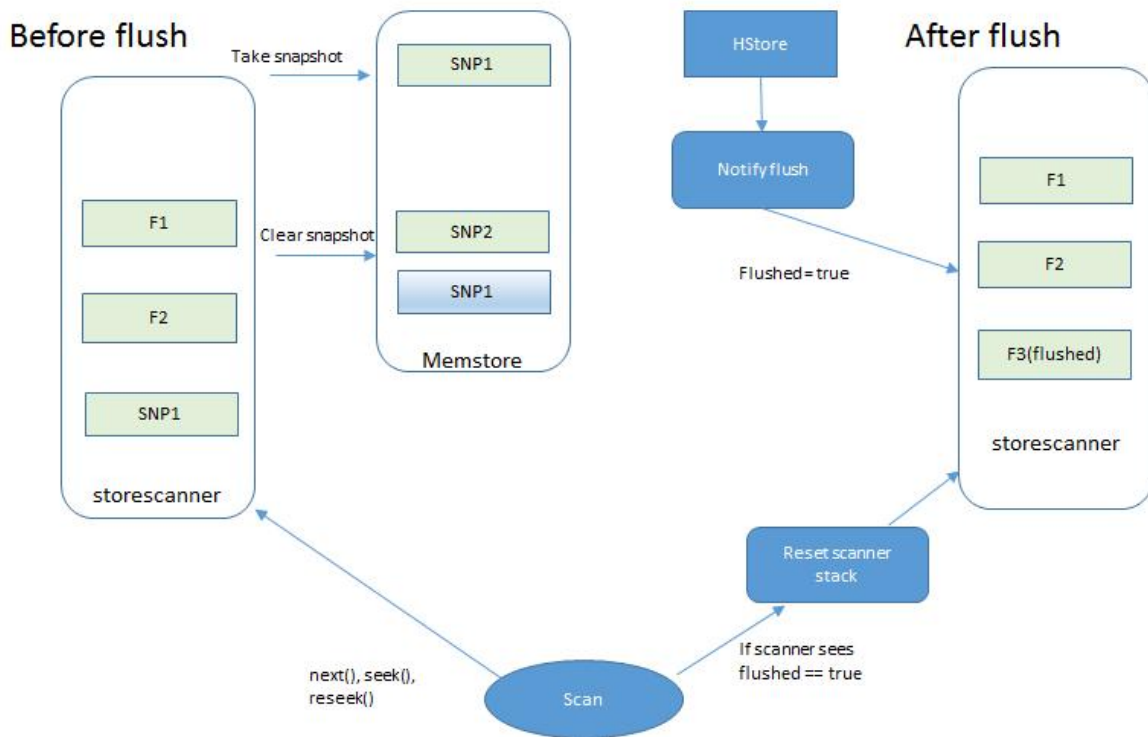 Before flush
Take snapshot
SNP1
HStore
After flush
Notify flush
F1
F1
Clear snapshot
SNP2
F2
Flushed= true
SNP1
F2
Memstore
F3(flushed)
SNP1
storescanner
storescanner
Reset scanner
stack
next(), seek(),
reseek()
If scanner sees
flushed == true
Scan